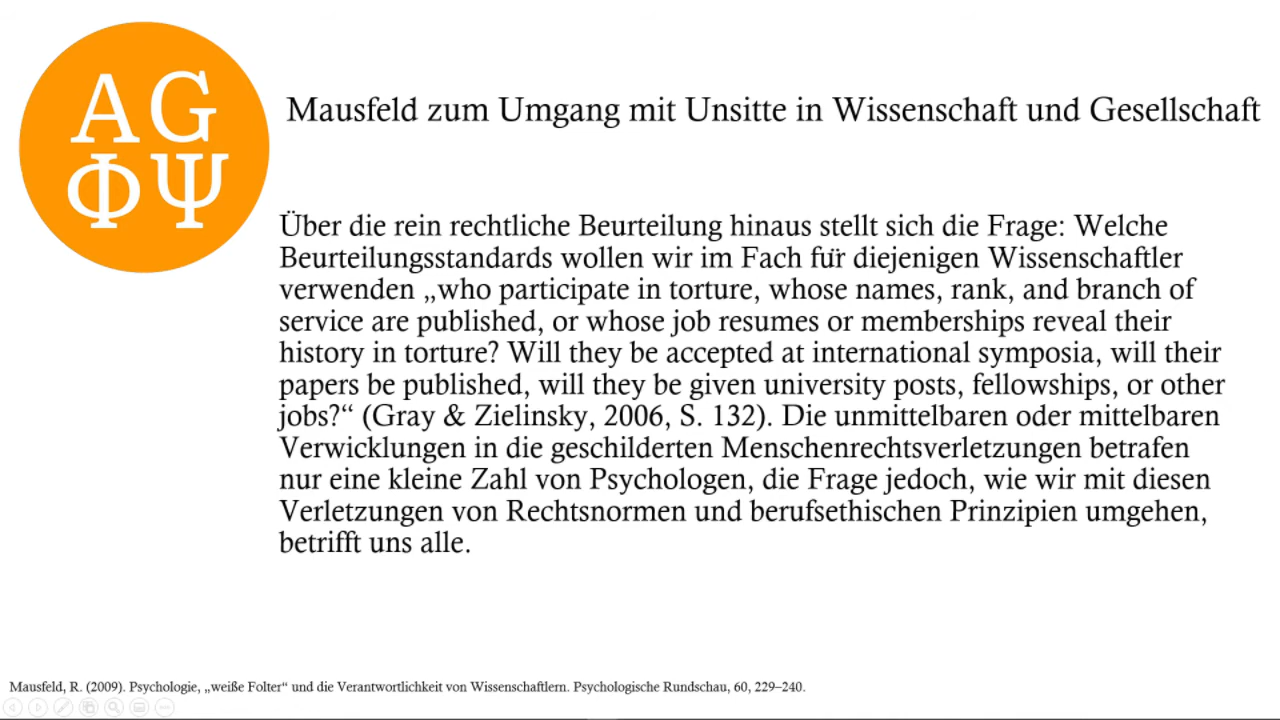 AG
ΦΨ
Mausfeld zum Umgang mit Unsitte in Wissenschaft und Gesellschaft
Über die rein rechtliche Beurteilung hinaus stellt sich die Frage: Welche
Beurteilungsstandards wollen wir im Fach für diejenigen Wissenschaftler
verwenden „who participate in torture, whose names, rank, and branch of
service are published, or whose job resumes or memberships reveal their
history in torture? Will they be accepted at international symposia, will their
papers be published, will they be given university posts, fellowships, or other
jobs?“ (Gray & Zielinsky, 2006, S. 132). Die unmittelbaren oder mittelbaren
Verwicklungen in die geschilderten Menschenrechtsverletzungen betrafen
nur eine kleine Zahl von Psychologen, die Frage jedoch, wie wir mit diesen
Verletzungen von Rechtsnormen und berufsethischen Prinzipien umgehen,
betrifft uns alle.
Mausfeld, R. (2009). Psychologie, „weiße Folter“ und die Verantwortlichkeit von Wissenschaftlern. Psychologische Rundschau, 60, 229–240.